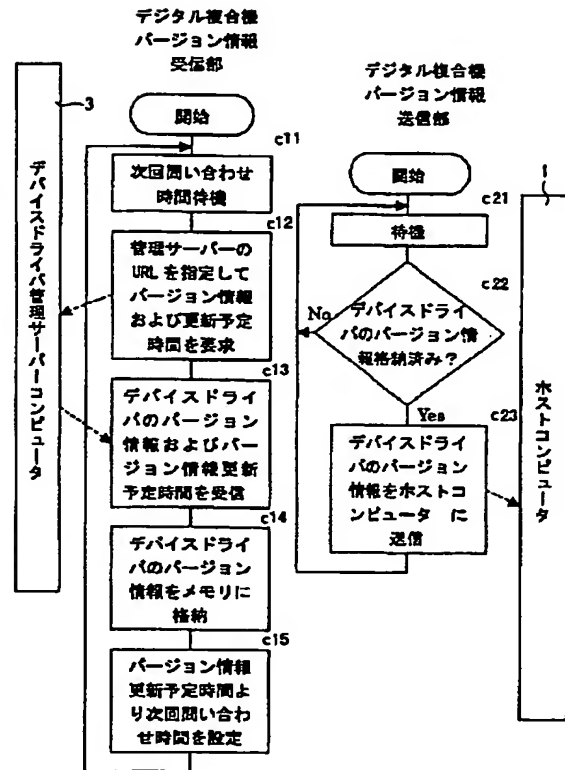 デジタル複合機
バージョン情報
受信部
デジタル複合機
バージョン情報
送信部
3
デバイスドライバ管理サーバーコンピュータ
開始
c11
次回問い合わせ
時間待機
c12
管理サーバーの
URLを指定して
バージョン情報
および更新予定
時間を要求
c13
デバイスドライ
バのバージョン
情報およびバー
ジョン情報更新
予定時間を受信
c14
デバイスドライ
バのバージョン
情報をメモリに
格納
c15
バージョン情報
更新予定時間よ
り次回問い合わ
せ時間を設定
開始
c21
待機
c22
No
デバイスドライ
バのバージョン情
報格納済み?
Yes
c23
デバイスドライ
バのバージョン
情報をホストコ
ンピュータ に
送信
1
ホストコンピュータ